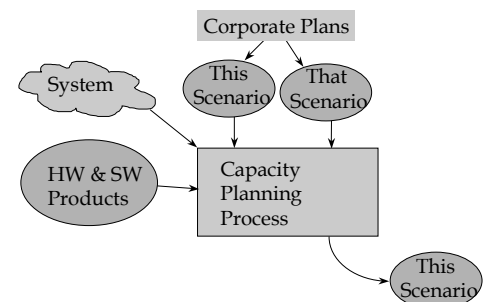 Corporate Plans
This
Scenario
That
Scenario
System
HW & SW
Products
Capacity
Planning
Process
This
Scenario